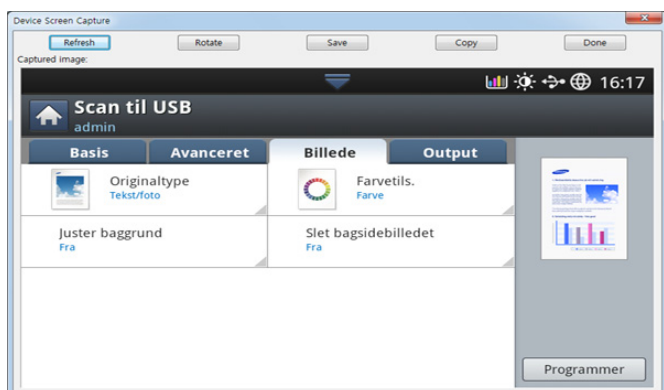 Device Screen Capture
Refresh Rotate Save Copy Done
Captured image:
16:17
Scan til USB
admin
Basis Avanceret Billede Output
Originaltype
Tekst/foto
Farvetils.
Farve
Juster baggrund
Fra
Slet bagsidebilledet
Fra
Programmer